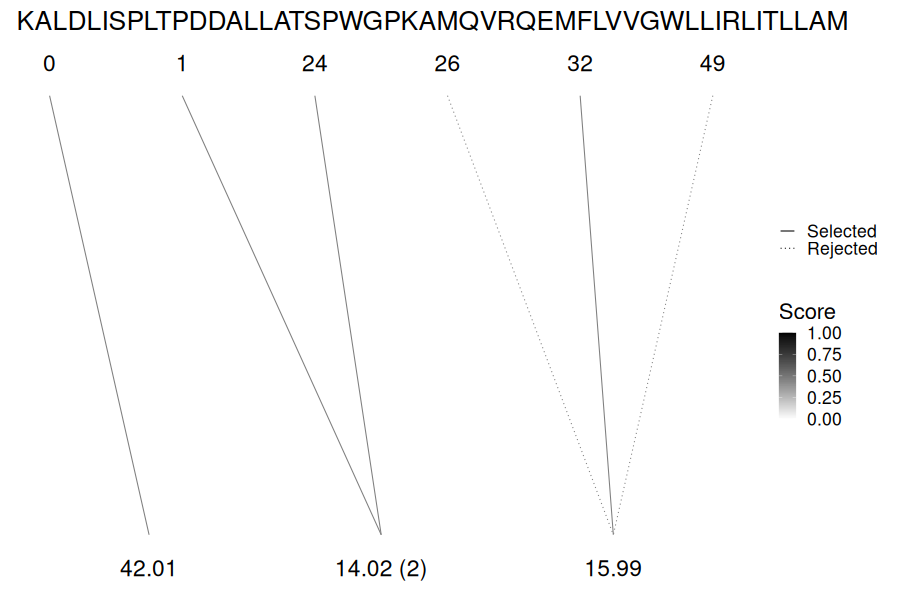 KALDLISPLTPDDALLATSPWGPKAMQVRQEMFLVVGWLLIRLITLLAM
0 1 24 26 32 49
Selected
Rejected
Score
1.00
0.75
0.50
0.25
0.00
42.01 14.02 (2) 15.99